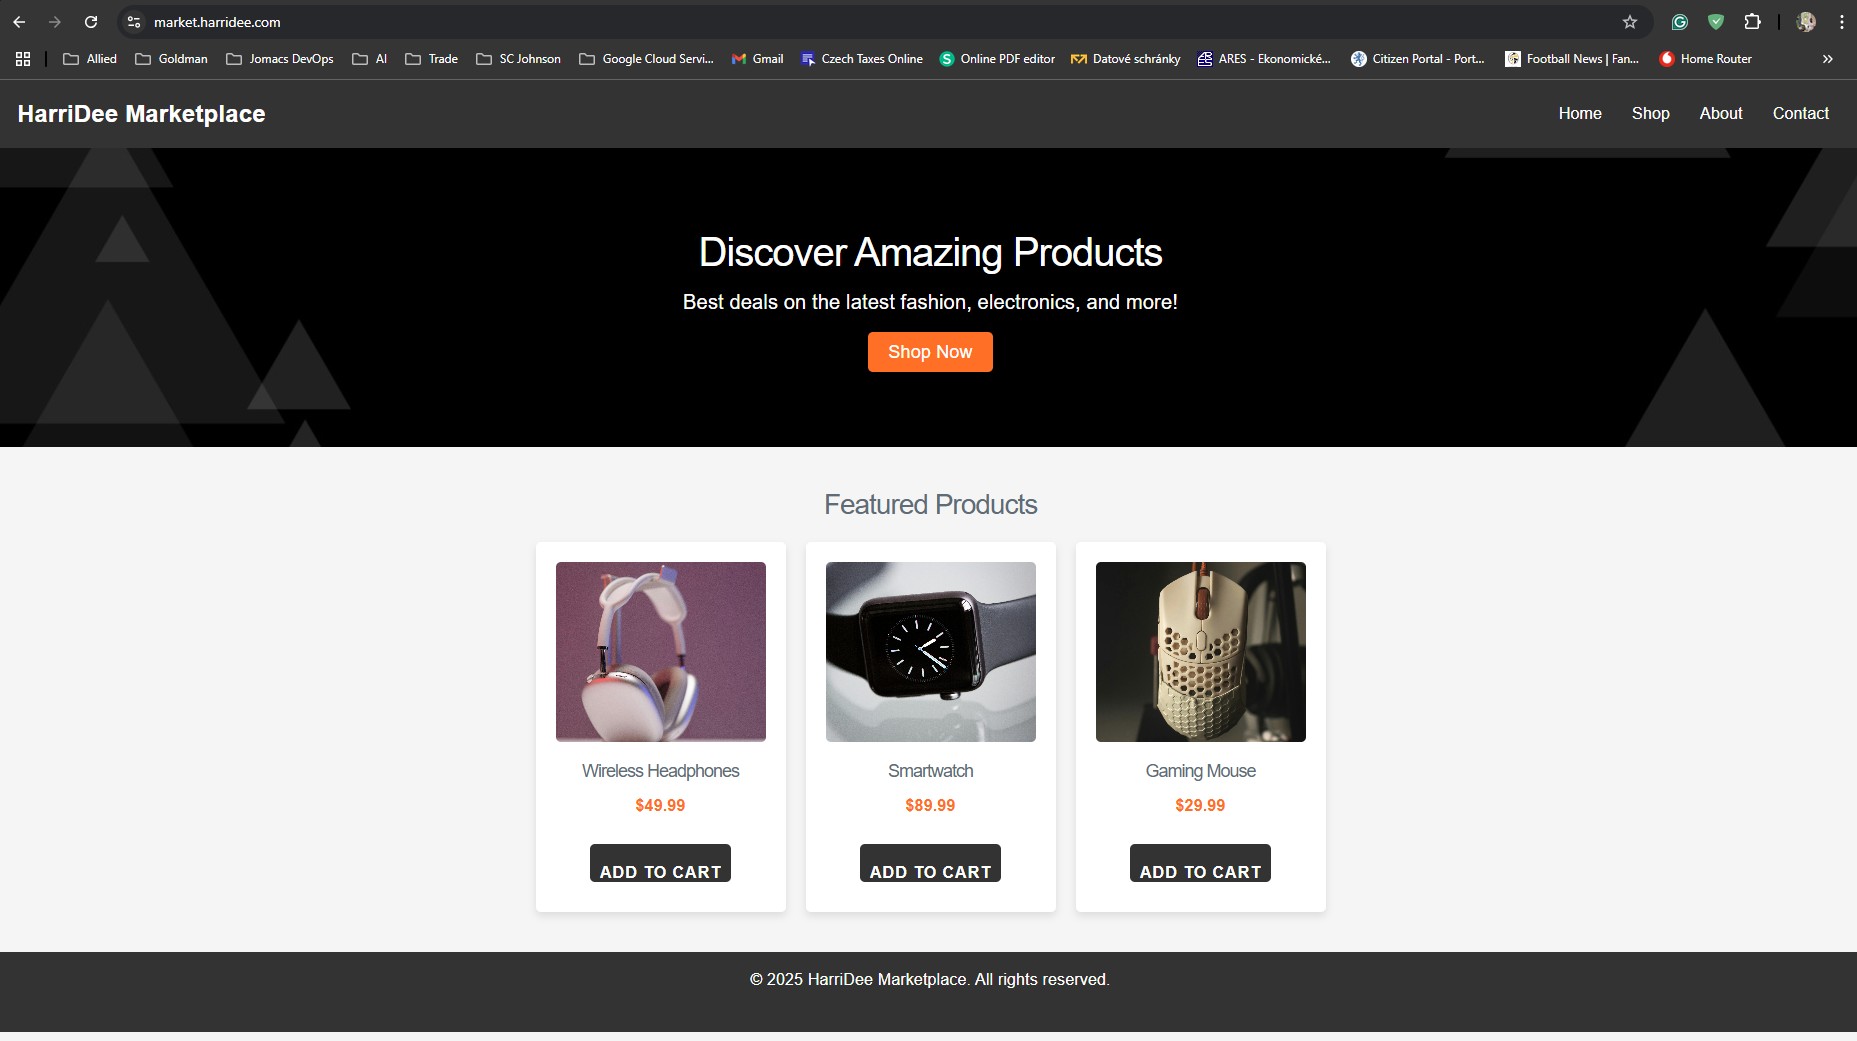 market.harridee.com
Allied Goldman Jomacs DevOps AI Trade SC Johnson Google Cloud Servi... Gmail Czech Taxes Online S Online PDF editor Datové schránky ARES - Ekonomické... Citizen Portal - Port... Football News | Fan... Home Router »
HarriDee Marketplace
Home Shop About Contact
Discover Amazing Products
Best deals on the latest fashion, electronics, and more!
Shop Now
Featured Products
Wireless Headphones
$49.99
ADD TO CART
Smartwatch
$89.99
ADD TO CART
Gaming Mouse
$29.99
ADD TO CART
© 2025 HarriDee Marketplace. All rights reserved.